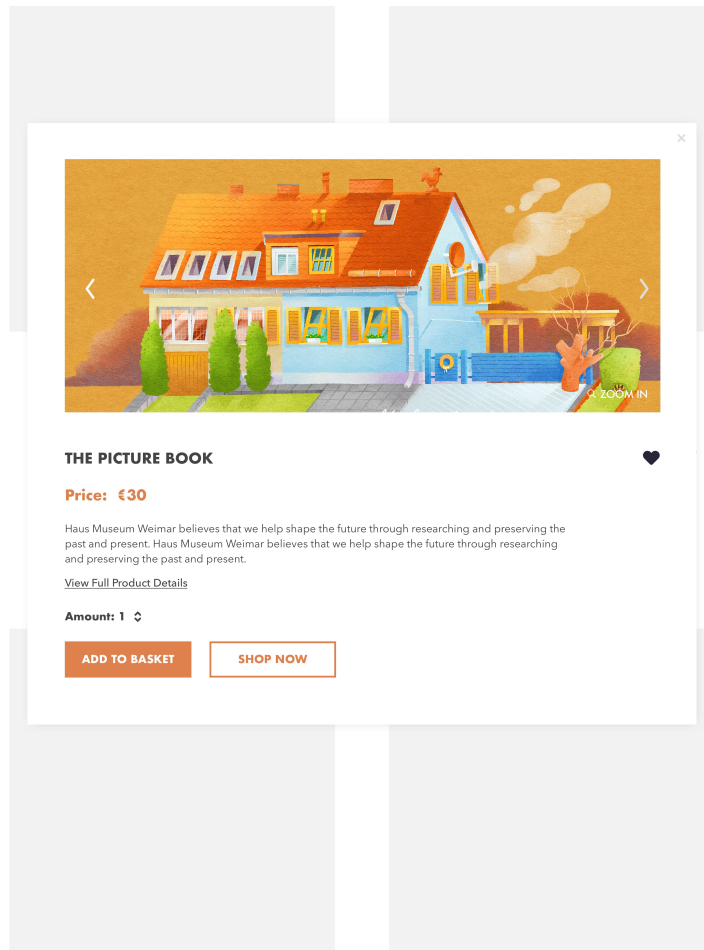 ZOOM IN
THE PICTURE BOOK
Price: €30
Haus Museum Weimar believes that we help shape the future through researching and preserving the
past and present. Haus Museum Weimar believes that we help shape the future through researching
and preserving the past and present.
View Full Product Details
Amount: 1
ADD TO BASKET
SHOP NOW